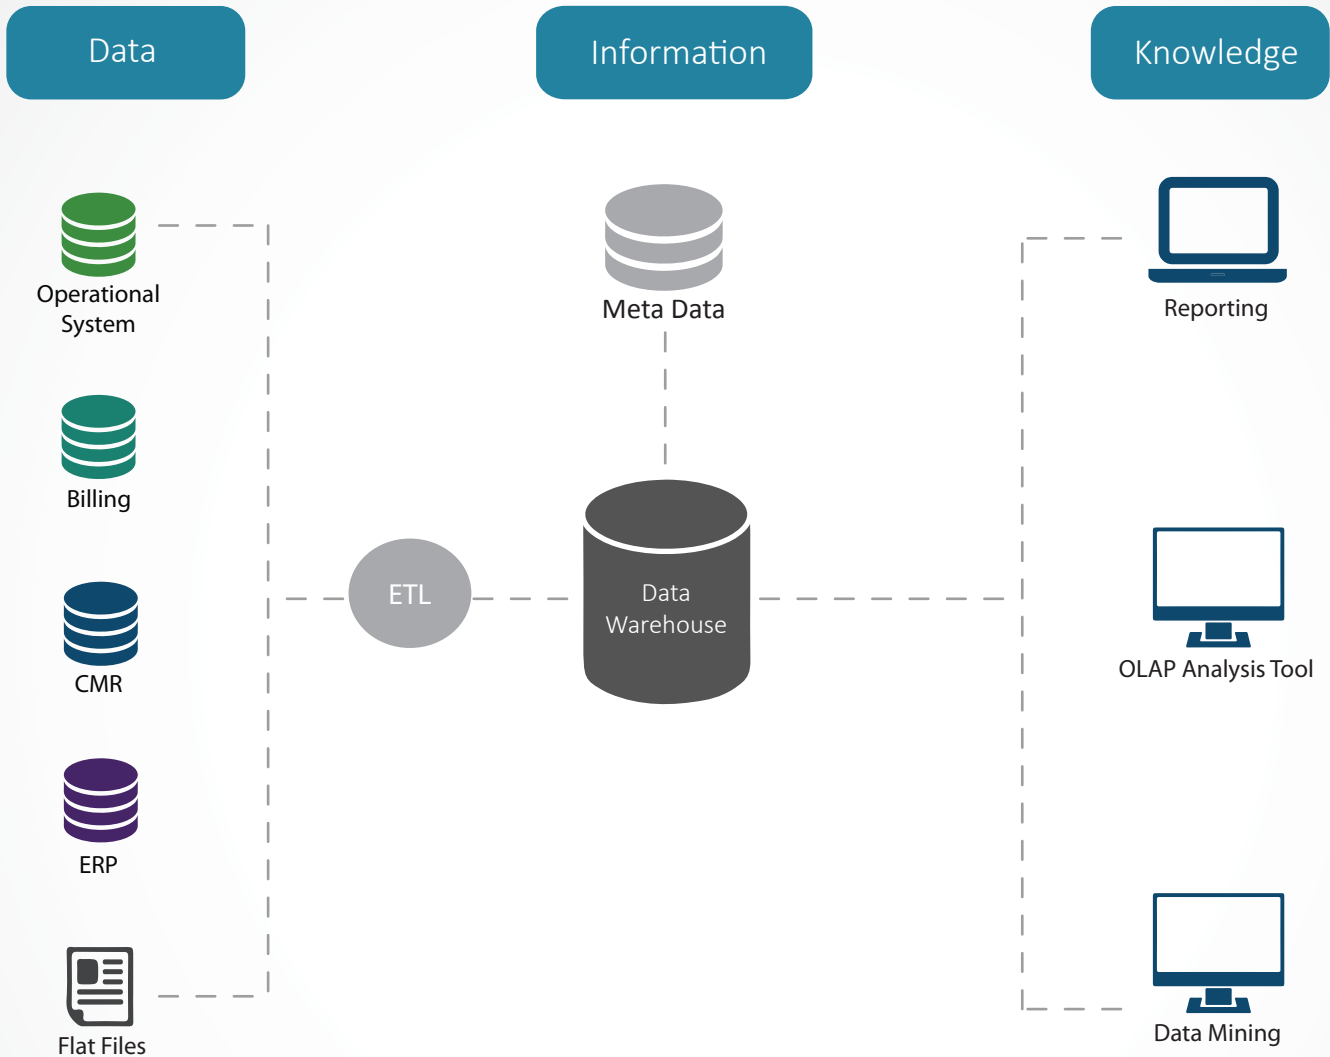 Data
Information
Knowledge
Operational
System
Meta Data
Reporting
Billing
ETL
Data
Warehouse
CMR
OLAP Analysis Tool
ERP
Flat Files
Data Mining